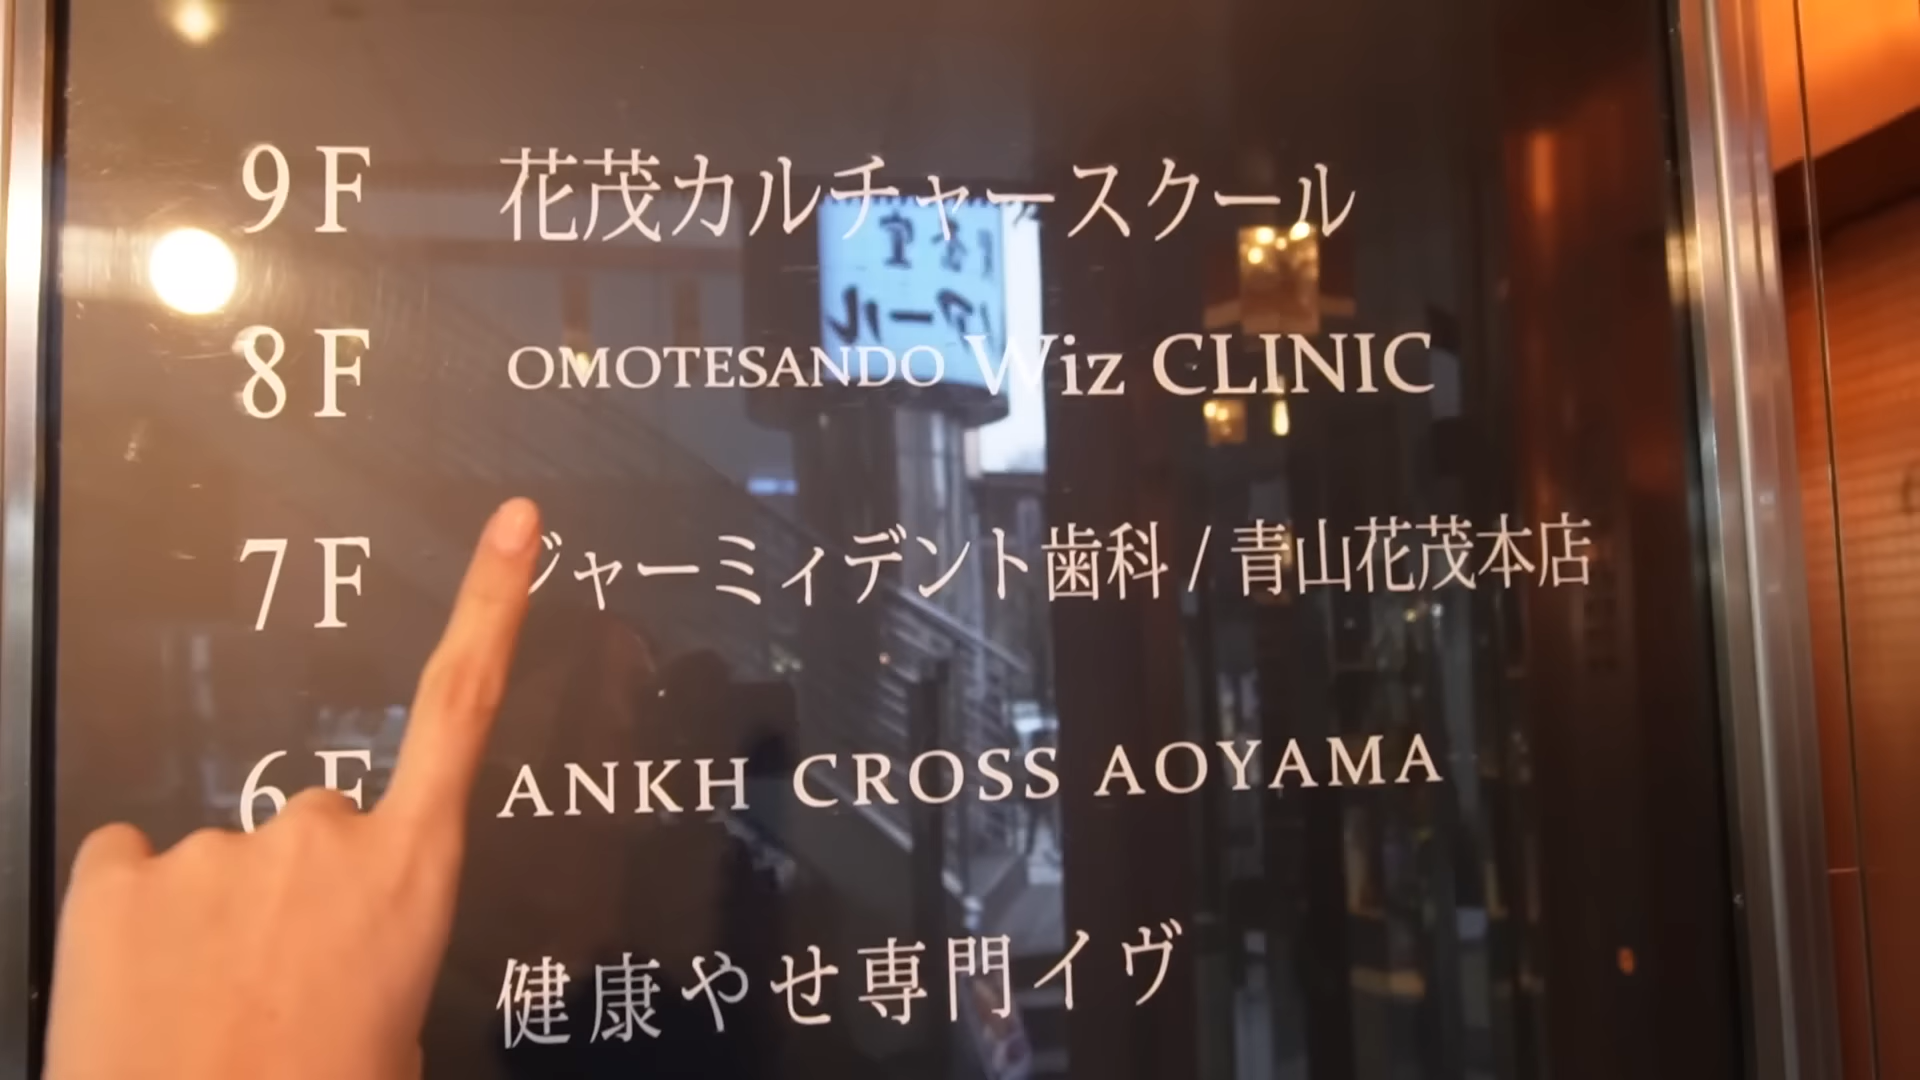 9F 花茂カルチャースクール
8F OMOTESANDO Wiz CLINIC
7F ジャーミィデント歯科 / 青山花茂本店
6F ANKH CROSS AOYAMA
健康やせ専門イヴ